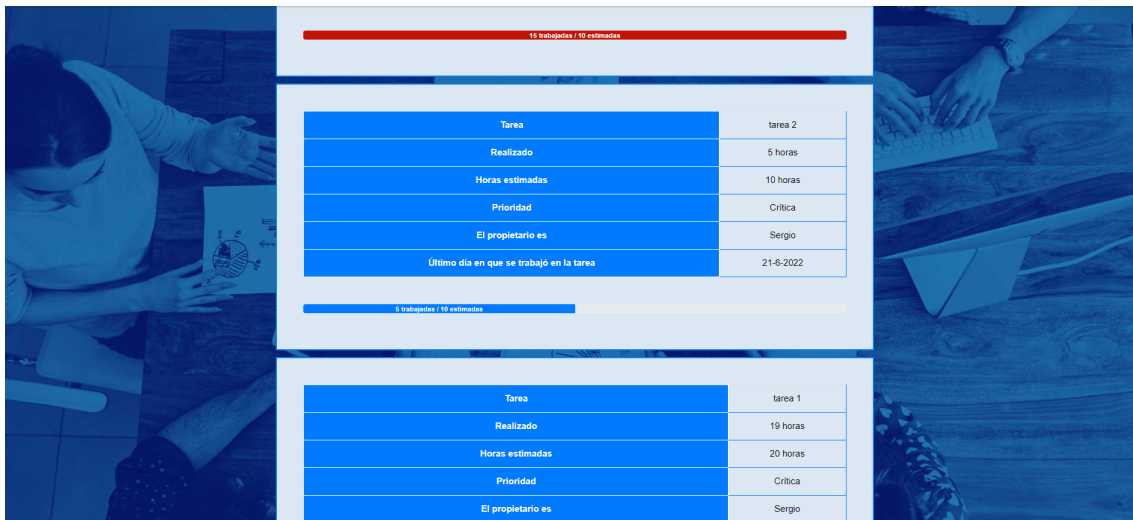 15 trabajadas / 10 estimadas
Tarea tarea 2
Realizado 5 horas
Horas estimadas 10 horas
Prioridad Crítica
El propietario es Sergio
Último día en que se trabajó en la tarea 21-6-2022
5 trabajadas / 10 estimadas
Tarea tarea 1
Realizado 19 horas
Horas estimadas 20 horas
Prioridad Crítica
El propietario es Sergio